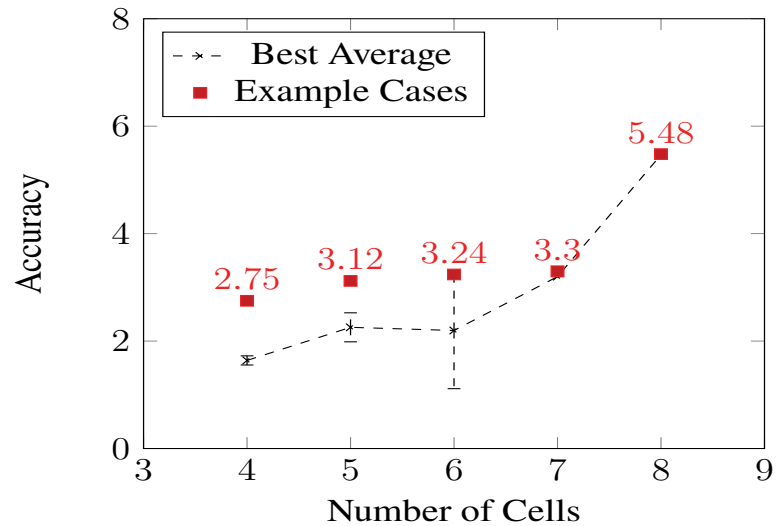 8
6
4
2
0
Accuracy
Best Average
Example Cases
2.75
3.12
3.24
3.3
5.48
3 4 5 6 7 8 9
Number of Cells